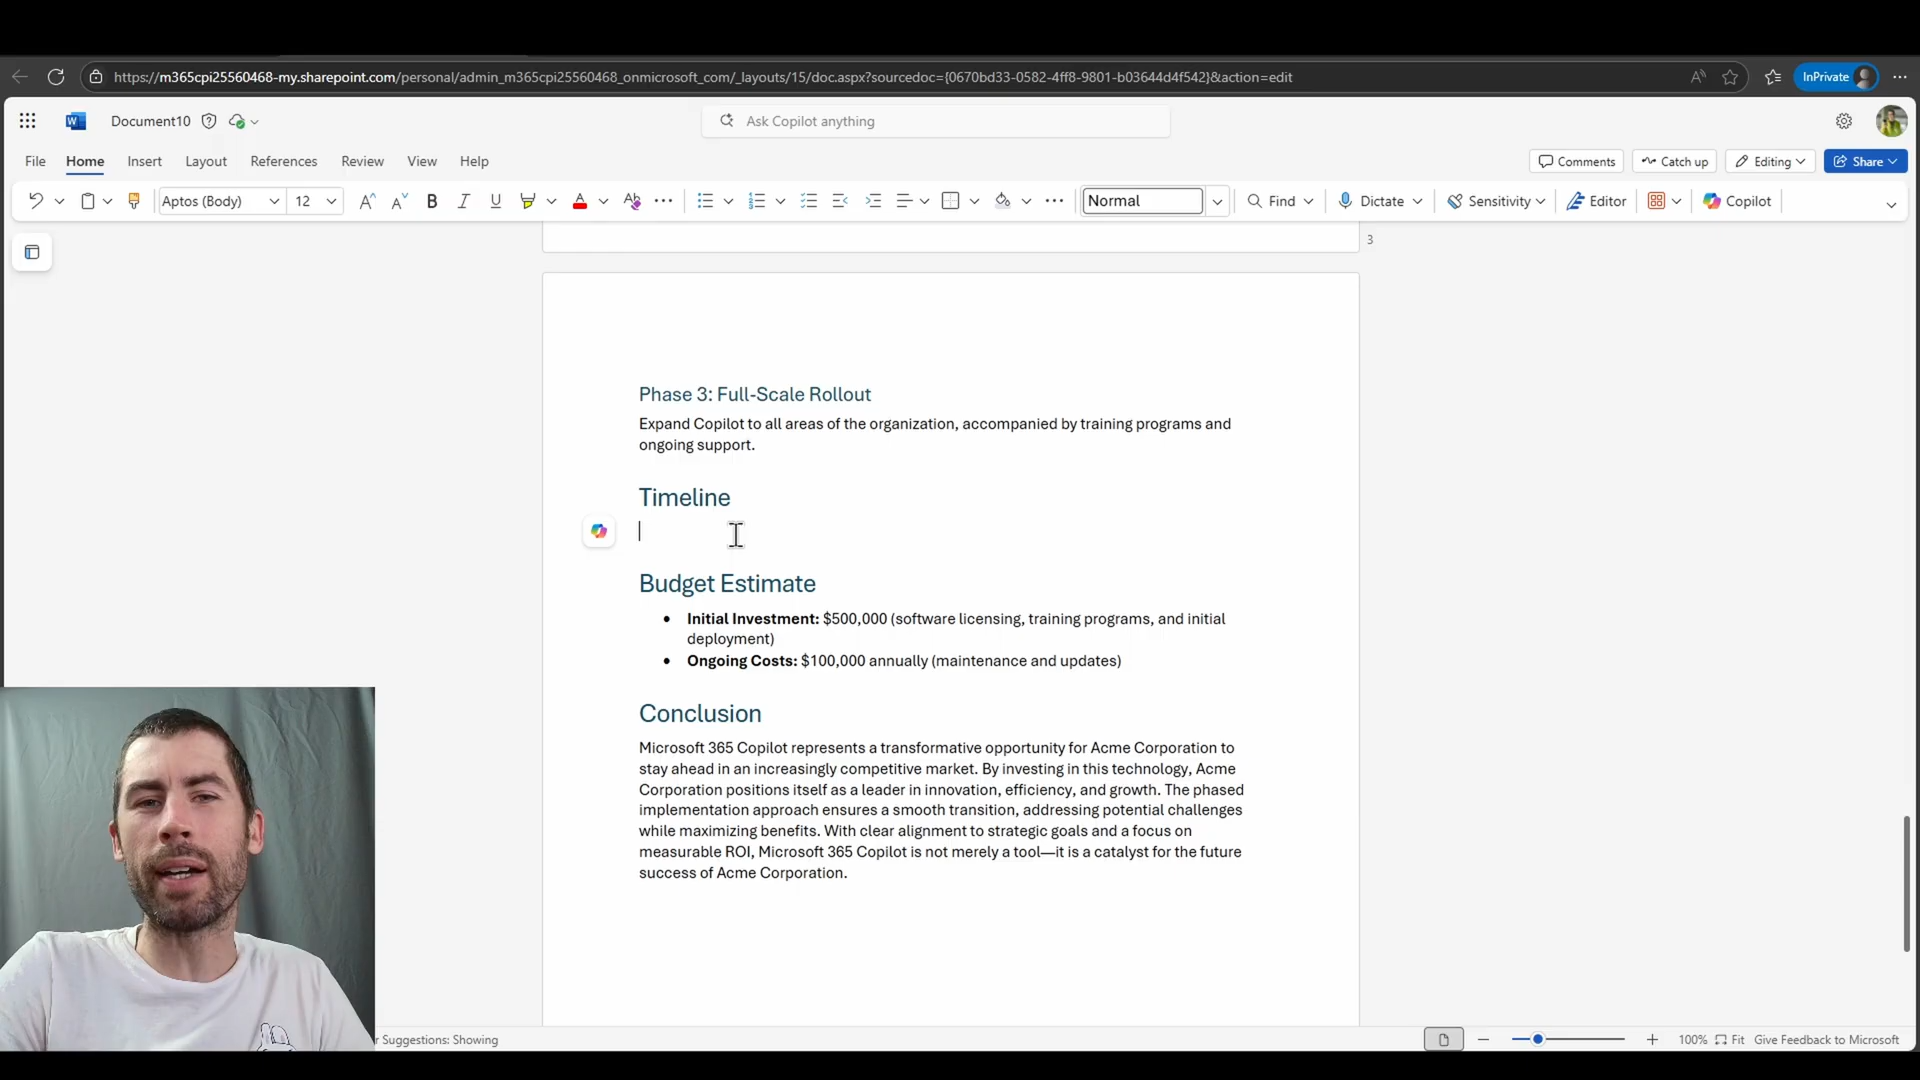 https://m365cpi25560468-my.sharepoint.com/personal/admin_m365cpi25560468_onmicrosoft_com/_layouts/15/doc.aspx?sourcedoc={0670bd33-0582-4ff8-9801-b03644d4f542}&action=edit
InPrivate
Document10
Ask Copilot anything
File Home Insert Layout References Review View Help
Comments Catch up Editing Share
Aptos (Body) 12 Normal Find Dictate Sensitivity Editor Copilot
3
Phase 3: Full-Scale Rollout
Expand Copilot to all areas of the organization, accompanied by training programs and
ongoing support.
Timeline
Budget Estimate
• Initial Investment: $500,000 (software licensing, training programs, and initial
deployment)
• Ongoing Costs: $100,000 annually (maintenance and updates)
Conclusion
Microsoft 365 Copilot represents a transformative opportunity for Acme Corporation to
stay ahead in an increasingly competitive market. By investing in this technology, Acme
Corporation positions itself as a leader in innovation, efficiency, and growth. The phased
implementation approach ensures a smooth transition, addressing potential challenges
while maximizing benefits. With clear alignment to strategic goals and a focus on
measurable ROI, Microsoft 365 Copilot is not merely a tool—it is a catalyst for the future
success of Acme Corporation.
r Suggestions: Showing
100% Fit Give Feedback to Microsoft